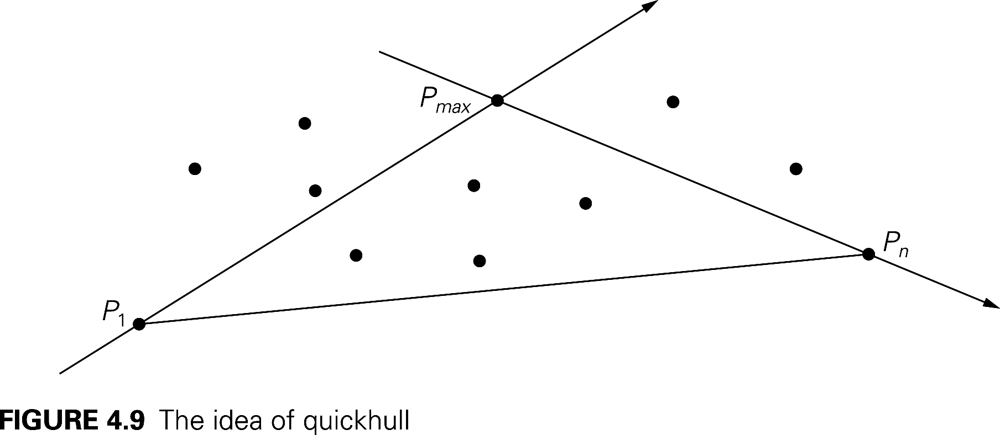 P_max
P_n
P_1
FIGURE 4.9 The idea of quickhull